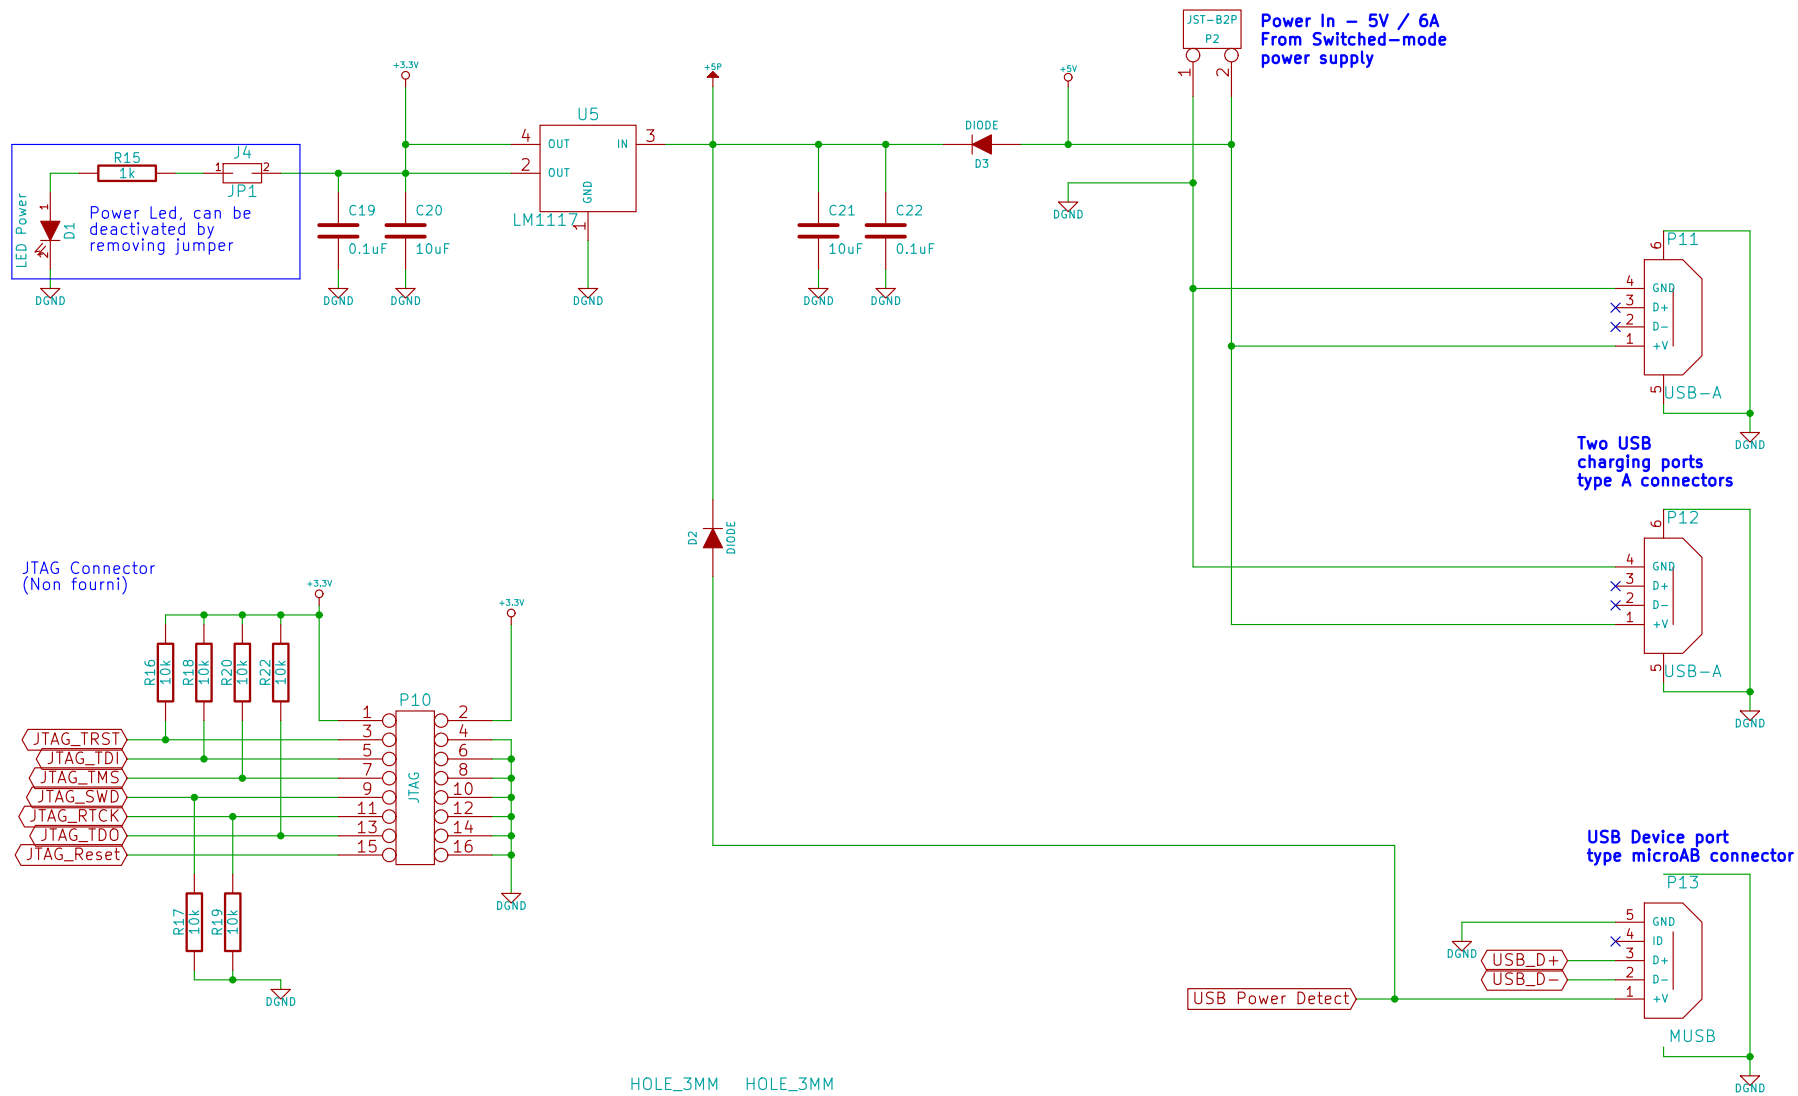 JST-B2P
P2
1
2
Power In - 5V / 6A
From Switched-mode
power supply
+3.3V
+5P
+5V
U5
4
OUT
2
OUT
IN
3
GND
1
LM1117
DIODE
D3
R15
1k
J4
1
2
JP1
LED Power
1
D1
2
Power Led, can be
deactivated by
removing jumper
DGND
C19
0.1uF
DGND
C20
10uF
DGND
DGND
C21
10uF
DGND
C22
0.1uF
DGND
DGND
P11
6
4
GND
3
D+
2
D-
1
+V
5
USB-A
DGND
Two USB
charging ports
type A connectors
P12
6
4
GND
3
D+
2
D-
1
+V
5
USB-A
DGND
D2
DIODE
JTAG Connector
(Non fourni)
+3.3V
+3.3V
R16
10k
R18
10k
R20
10k
R22
10k
P10
JTAG
1
2
JTAG_TRST
3
4
JTAG_TDI
5
6
JTAG_TMS
7
8
JTAG_SWD
9
10
JTAG_RTCK
11
12
JTAG_TDO
13
14
JTAG_Reset
15
16
DGND
R17
10k
R19
10k
DGND
USB Device port
type microAB connector
P13
5
GND
4
ID
3
D+
2
D-
1
+V
DGND
USB_D+
USB_D-
USB Power Detect
MUSB
DGND
HOLE_3MM
HOLE_3MM